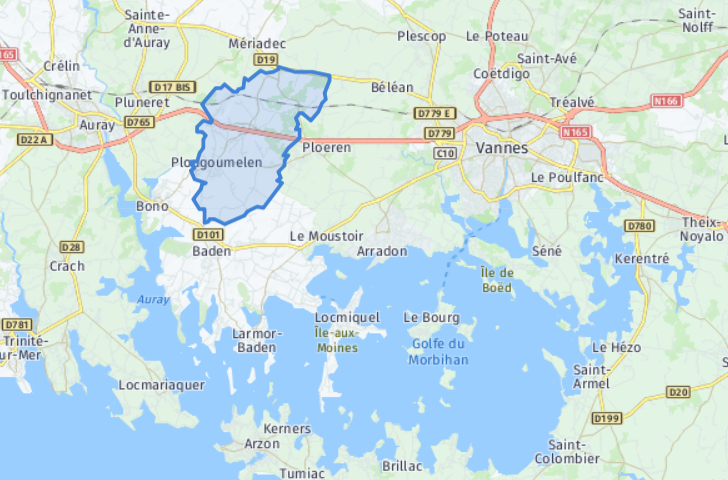 Sainte-
Anne-
d'Auray
Mériadec
D19
Plescop
D779
Le Poteau
Saint-
Nolff
165
Crélin
Toulchignanet
D17 BIS
Pluneret
Béléan
Coëtdigo
Saint-Avé
Tréalvé
N166
Auray
D765
D22 A
D779 E
D779
C10
N165
Vannes
Ploeren
Plougoumelen
Le Poulfanc
Bono
D101
Baden
Le Moustoir
Arradon
Séné
D780
Theix-
Noyalo
Kerentré
D28
Crach
Auray
Île de
Boëd
D781
Trinité-
ur-Mer
Larmor-
Baden
Locmiquel
Île-aux-
Moines
Le Bourg
Golfe du
Morbihan
Le Hézo
Saint-
Armel
D20
S
D199
Locmariaquer
Kerners
Arzon
Tumiac
Brillac
Saint-
Colombier